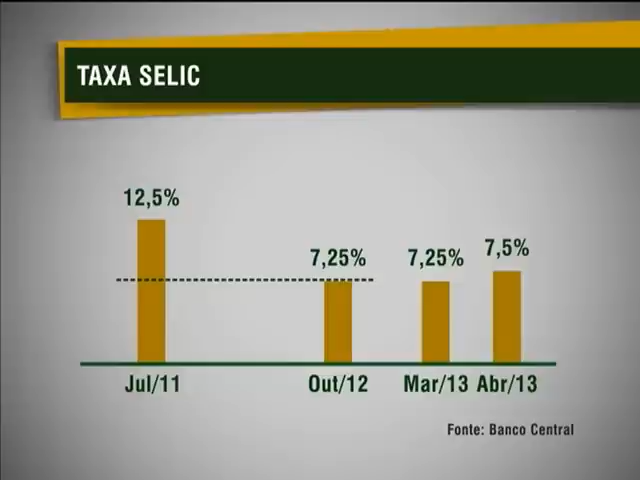 TAXA SELIC
12,5%
7,25%
7,25%
7,5%
Jul/11
Out/12
Mar/13
Abr/13
Fonte: Banco Central